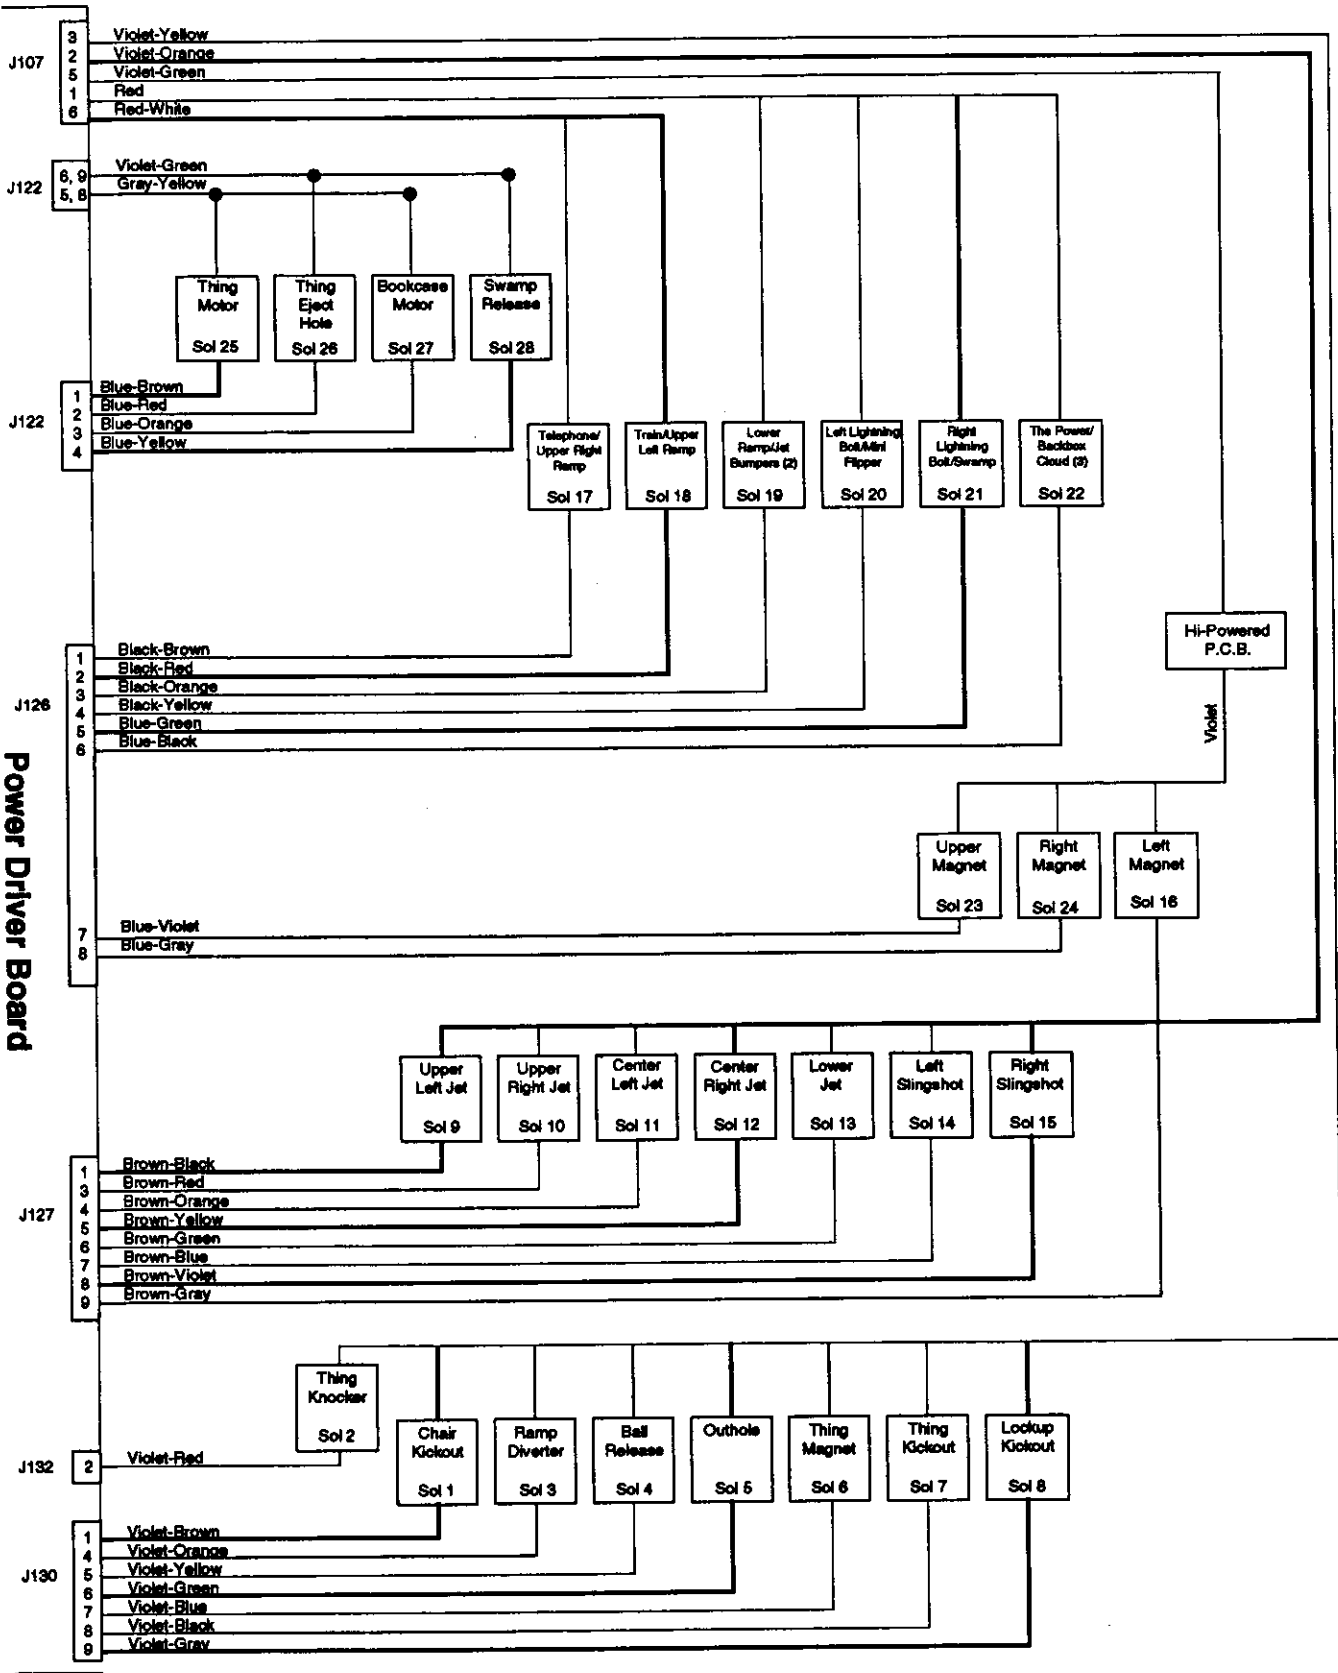 J107
3 Violet-Yellow
2 Violet-Orange
5 Violet-Green
1 Red
6 Red-White
J122
6, 9 Violet-Green
5, 8 Gray-Yellow
Thing Motor Sol 25
Thing Eject Hole Sol 26
Bookcase Motor Sol 27
Swamp Release Sol 28
J122
1 Blue-Brown
2 Blue-Red
3 Blue-Orange
4 Blue-Yellow
Telephone/ Upper Right Ramp Sol 17
Train/Upper Left Ramp Sol 18
Lower Ramp/Jet Bumpers (2) Sol 19
Left Lightning Bolt/Mini Flipper Sol 20
Right Lightning Bolt/Swamp Sol 21
The Power/ Backbox Cloud (3) Sol 22
Hi-Powered P.C.B.
Violet
J126
1 Black-Brown
2 Black-Red
3 Black-Orange
4 Black-Yellow
5 Blue-Green
6 Blue-Black
Power Driver Board
Upper Magnet Sol 23
Right Magnet Sol 24
Left Magnet Sol 16
7 Blue-Violet
8 Blue-Gray
Upper Left Jet Sol 9
Upper Right Jet Sol 10
Center Left Jet Sol 11
Center Right Jet Sol 12
Lower Jet Sol 13
Left Slingshot Sol 14
Right Slingshot Sol 15
J127
1 Brown-Black
3 Brown-Red
4 Brown-Orange
5 Brown-Yellow
6 Brown-Green
7 Brown-Blue
8 Brown-Violet
9 Brown-Gray
Thing Knocker Sol 2
Chair Kickout Sol 1
Ramp Diverter Sol 3
Ball Release Sol 4
Outhole Sol 5
Thing Magnet Sol 6
Thing Kickout Sol 7
Lockup Kickout Sol 8
J132
2 Violet-Red
J130
1 Violet-Brown
4 Violet-Orange
5 Violet-Yellow
6 Violet-Green
7 Violet-Blue
8 Violet-Black
9 Violet-Gray